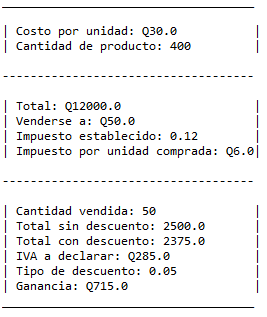 | Costo por unidad: Q30.0 |
| Cantidad de producto: 400 |
----------------------------------
| Total: Q12000.0 |
| Venderse a: Q50.0 |
| Impuesto establecido: 0.12 |
| Impuesto por unidad comprada: Q6.0|
----------------------------------
| Cantidad vendida: 50 |
| Total sin descuento: 2500.0 |
| Total con descuento: 2375.0 |
| IVA a declarar: Q285.0 |
| Tipo de descuento: 0.05 |
| Ganancia: Q715.0 |